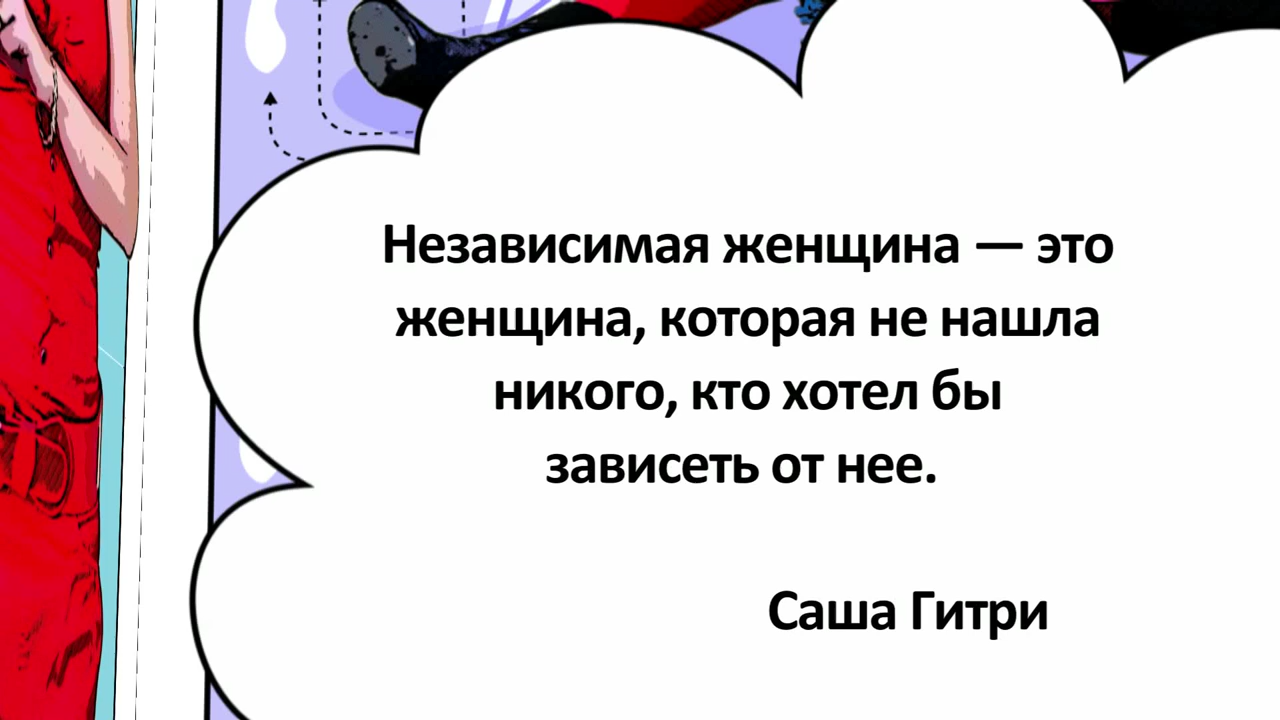 Независимая женщина — это
женщина, которая не нашла
никого, кто хотел бы
зависеть от нее.
Саша Гитри